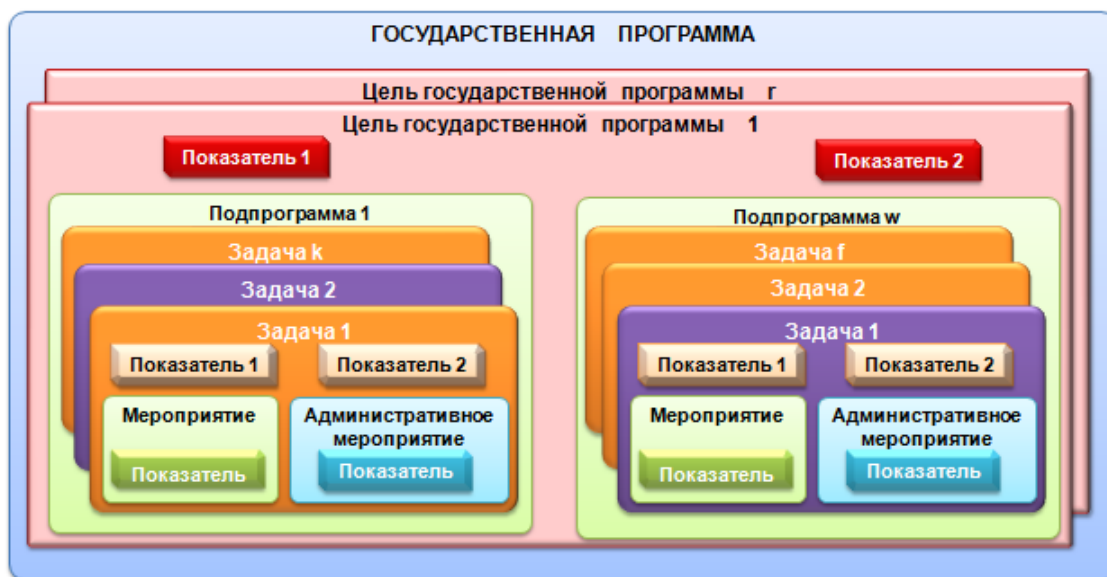 ГОСУДАРСТВЕННАЯ ПРОГРАММА
Цель государственной программы r
Цель государственной программы 1
Показатель 1
Показатель 2
Подпрограмма 1
Задача k
Задача 2
Задача 1
Показатель 1
Показатель 2
Мероприятие
Показатель
Административное
мероприятие
Показатель
Подпрограмма w
Задача f
Задача 2
Задача 1
Показатель 1
Показатель 2
Мероприятие
Показатель
Административное
мероприятие
Показатель